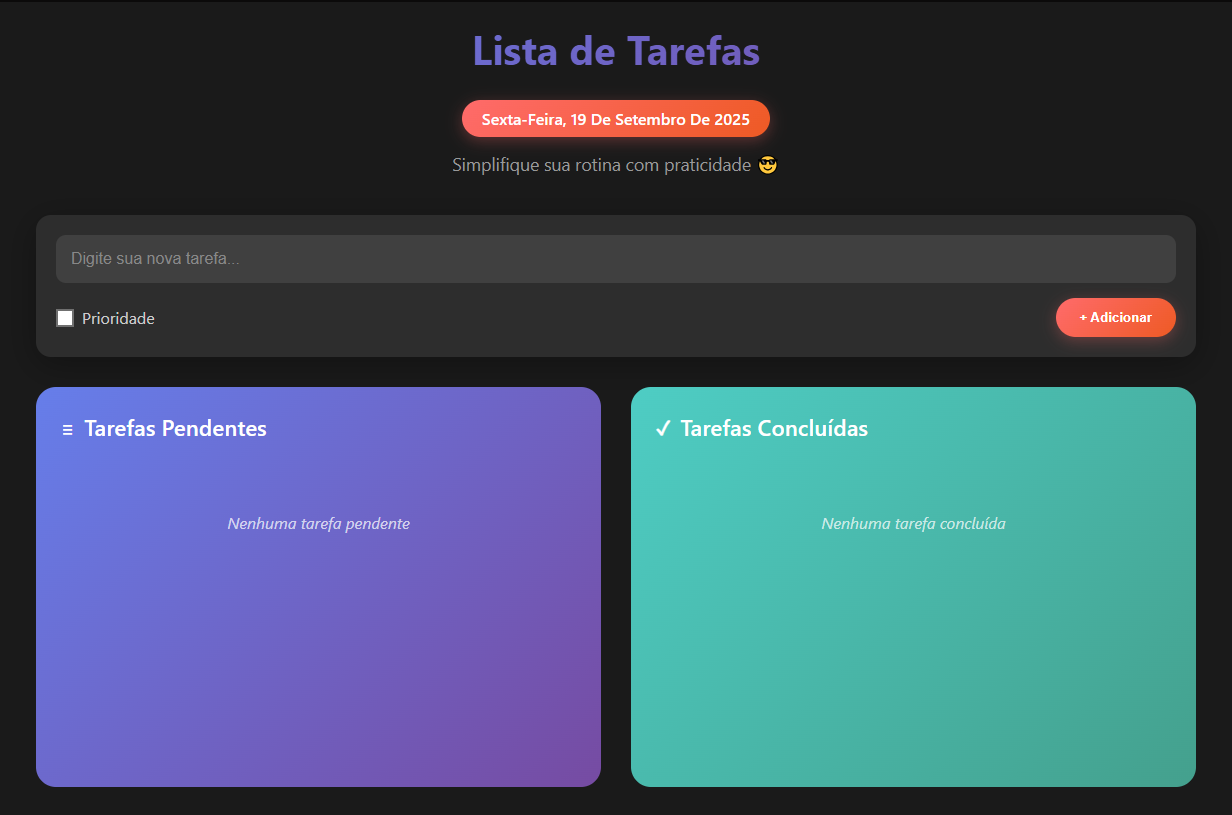 Lista de Tarefas
Sexta-Feira, 19 De Setembro De 2025
Simplifique sua rotina com praticidade 😎
Digite sua nova tarefa...
Prioridade
+ Adicionar
≡ Tarefas Pendentes
✓ Tarefas Concluídas
Nenhuma tarefa pendente
Nenhuma tarefa concluída